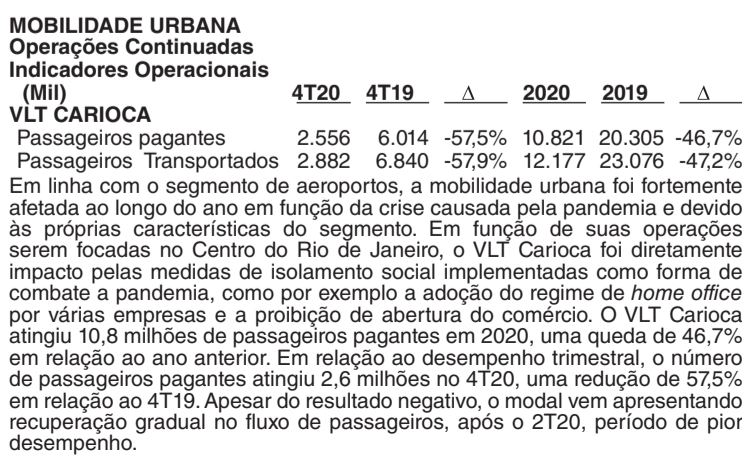 MOBILIDADE URBANA
Operações Continuadas
Indicadores Operacionais
(Mil) 4T20 4T19 Δ 2020 2019 Δ
VLT CARIOCA
Passageiros pagantes 2.556 6.014 -57,5% 10.821 20.305 -46,7%
Passageiros Transportados 2.882 6.840 -57,9% 12.177 23.076 -47,2%
Em linha com o segmento de aeroportos, a mobilidade urbana foi fortemente
afetada ao longo do ano em função da crise causada pela pandemia e devido
às próprias características do segmento. Em função de suas operações
serem focadas no Centro do Rio de Janeiro, o VLT Carioca foi diretamente
impacto pelas medidas de isolamento social implementadas como forma de
combate a pandemia, como por exemplo a adoção do regime de home office
por várias empresas e a proibição de abertura do comércio. O VLT Carioca
atingiu 10,8 milhões de passageiros pagantes em 2020, uma queda de 46,7%
em relação ao ano anterior. Em relação ao desempenho trimestral, o número
de passageiros pagantes atingiu 2,6 milhões no 4T20, uma redução de 57,5%
em relação ao 4T19. Apesar do resultado negativo, o modal vem apresentando
recuperação gradual no fluxo de passageiros, após o 2T20, período de pior
desempenho.